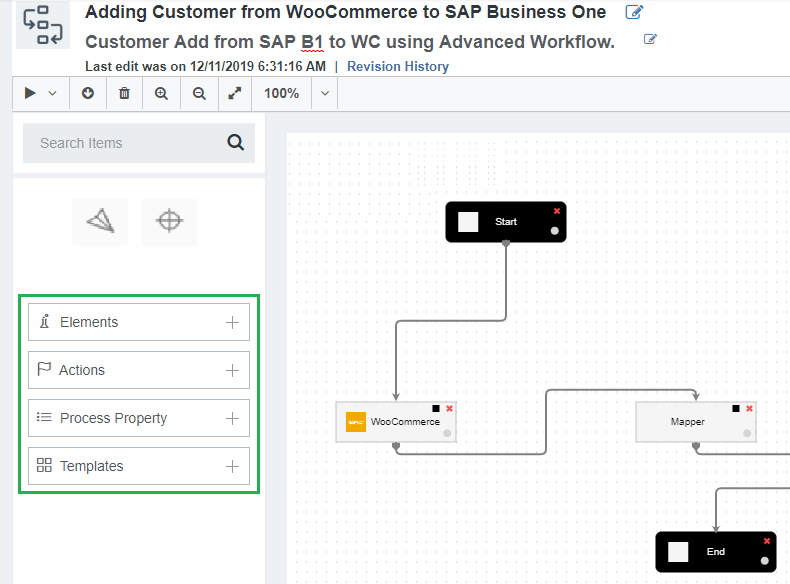 Adding Customer from WooCommerce to SAP Business One
Customer Add from SAP B1 to WC using Advanced Workflow.
Last edit was on 12/11/2019 6:31:16 AM | Revision History
100%
Search Items
Start
Elements
Actions
WooCommerce
Mapper
Process Property
Templates
End